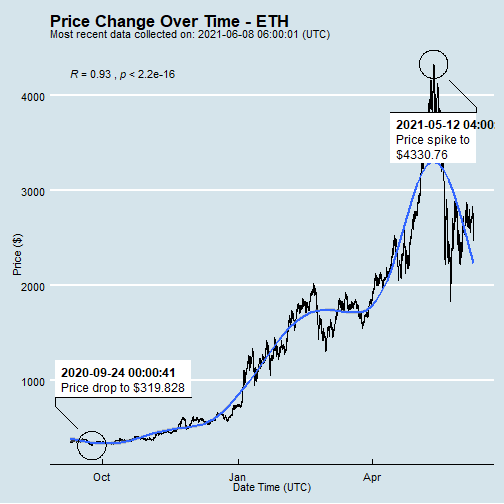 Price Change Over Time - ETH
Most recent data collected on: 2021-06-08 06:00:01 (UTC)
R = 0.93 , p < 2.2e-16
4000
3000
2000
1000
Price ($)
2021-05-12 04:00:
Price spike to
$4330.76
2020-09-24 00:00:41
Price drop to $319.828
Oct
Jan
Apr
Date Time (UTC)